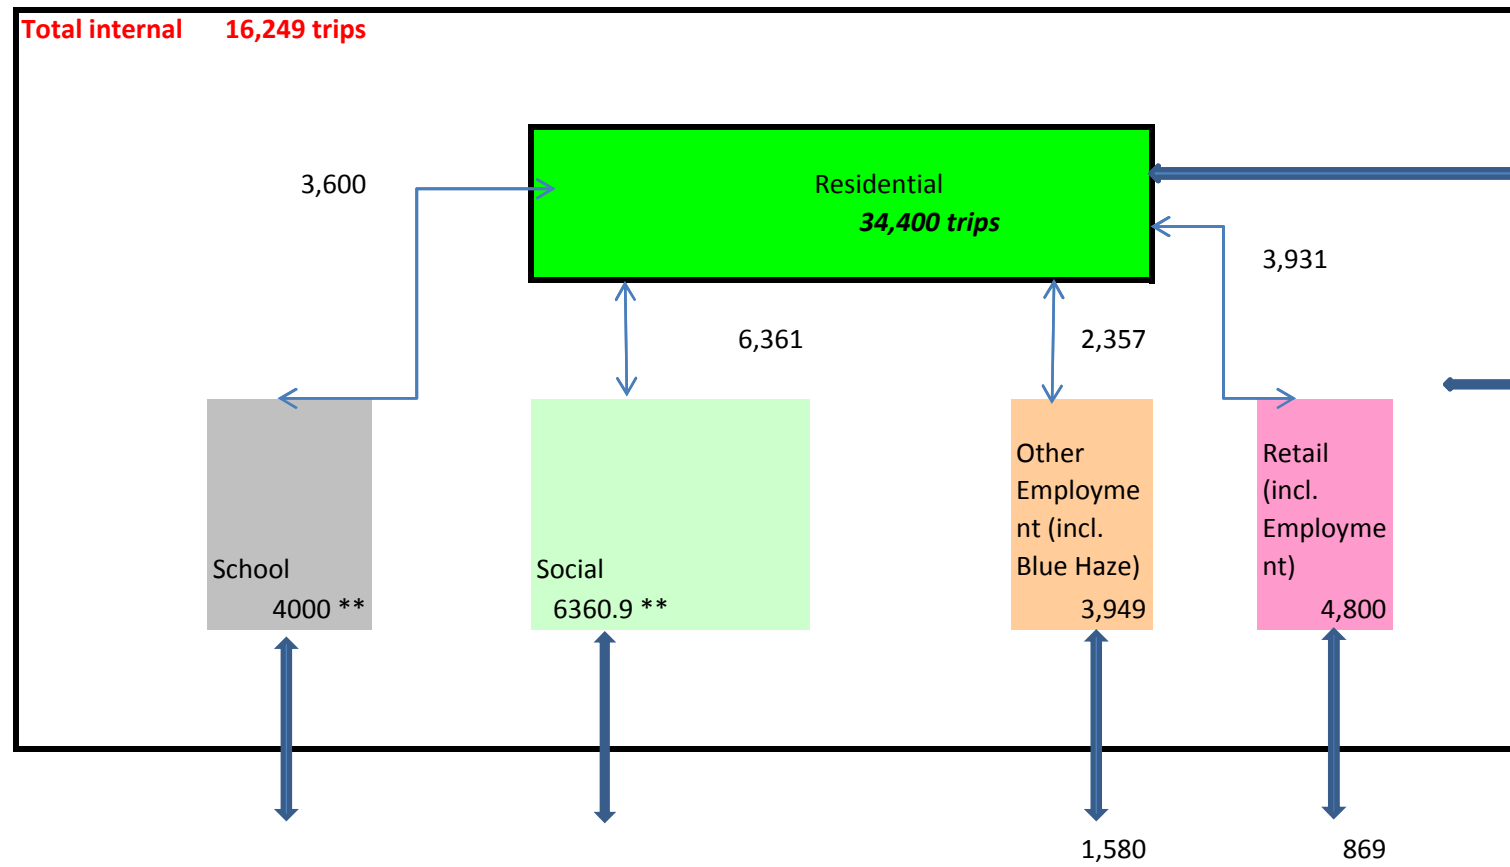 Total internal 16,249 trips
3,600
Residential
34,400 trips
3,931
6,361
2,357
Other
Employme
nt (incl.
Blue Haze)
3,949
Retail
(incl.
Employme
nt)
4,800
School
4000 **
Social
6360.9 **
1,580
869